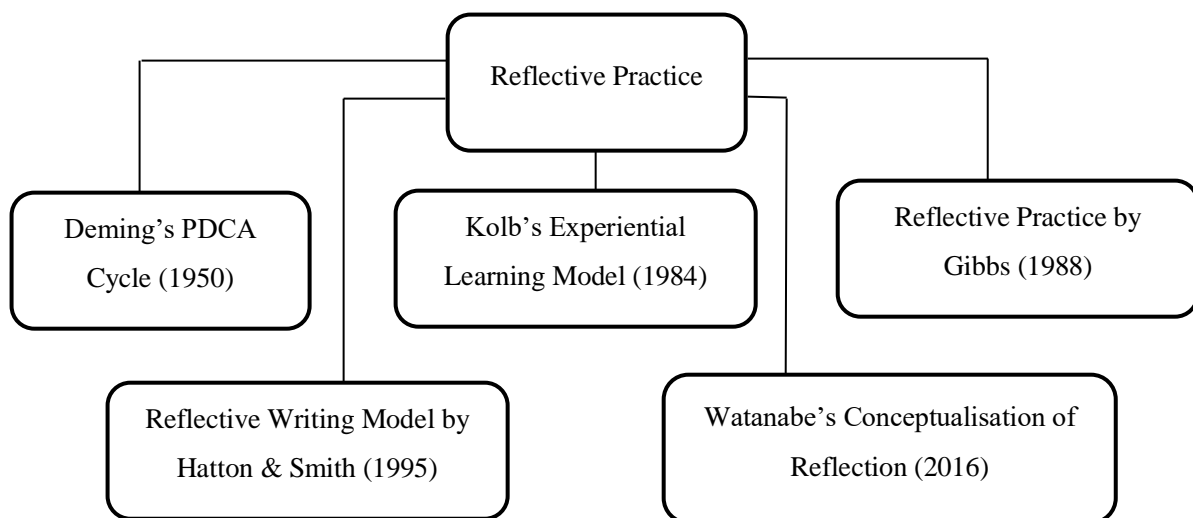 Reflective Practice
Deming’s PDCA
Cycle (1950)
Kolb’s Experiential
Learning Model (1984)
Reflective Practice by
Gibbs (1988)
Reflective Writing Model by
Hatton & Smith (1995)
Watanabe’s Conceptualisation of
Reflection (2016)